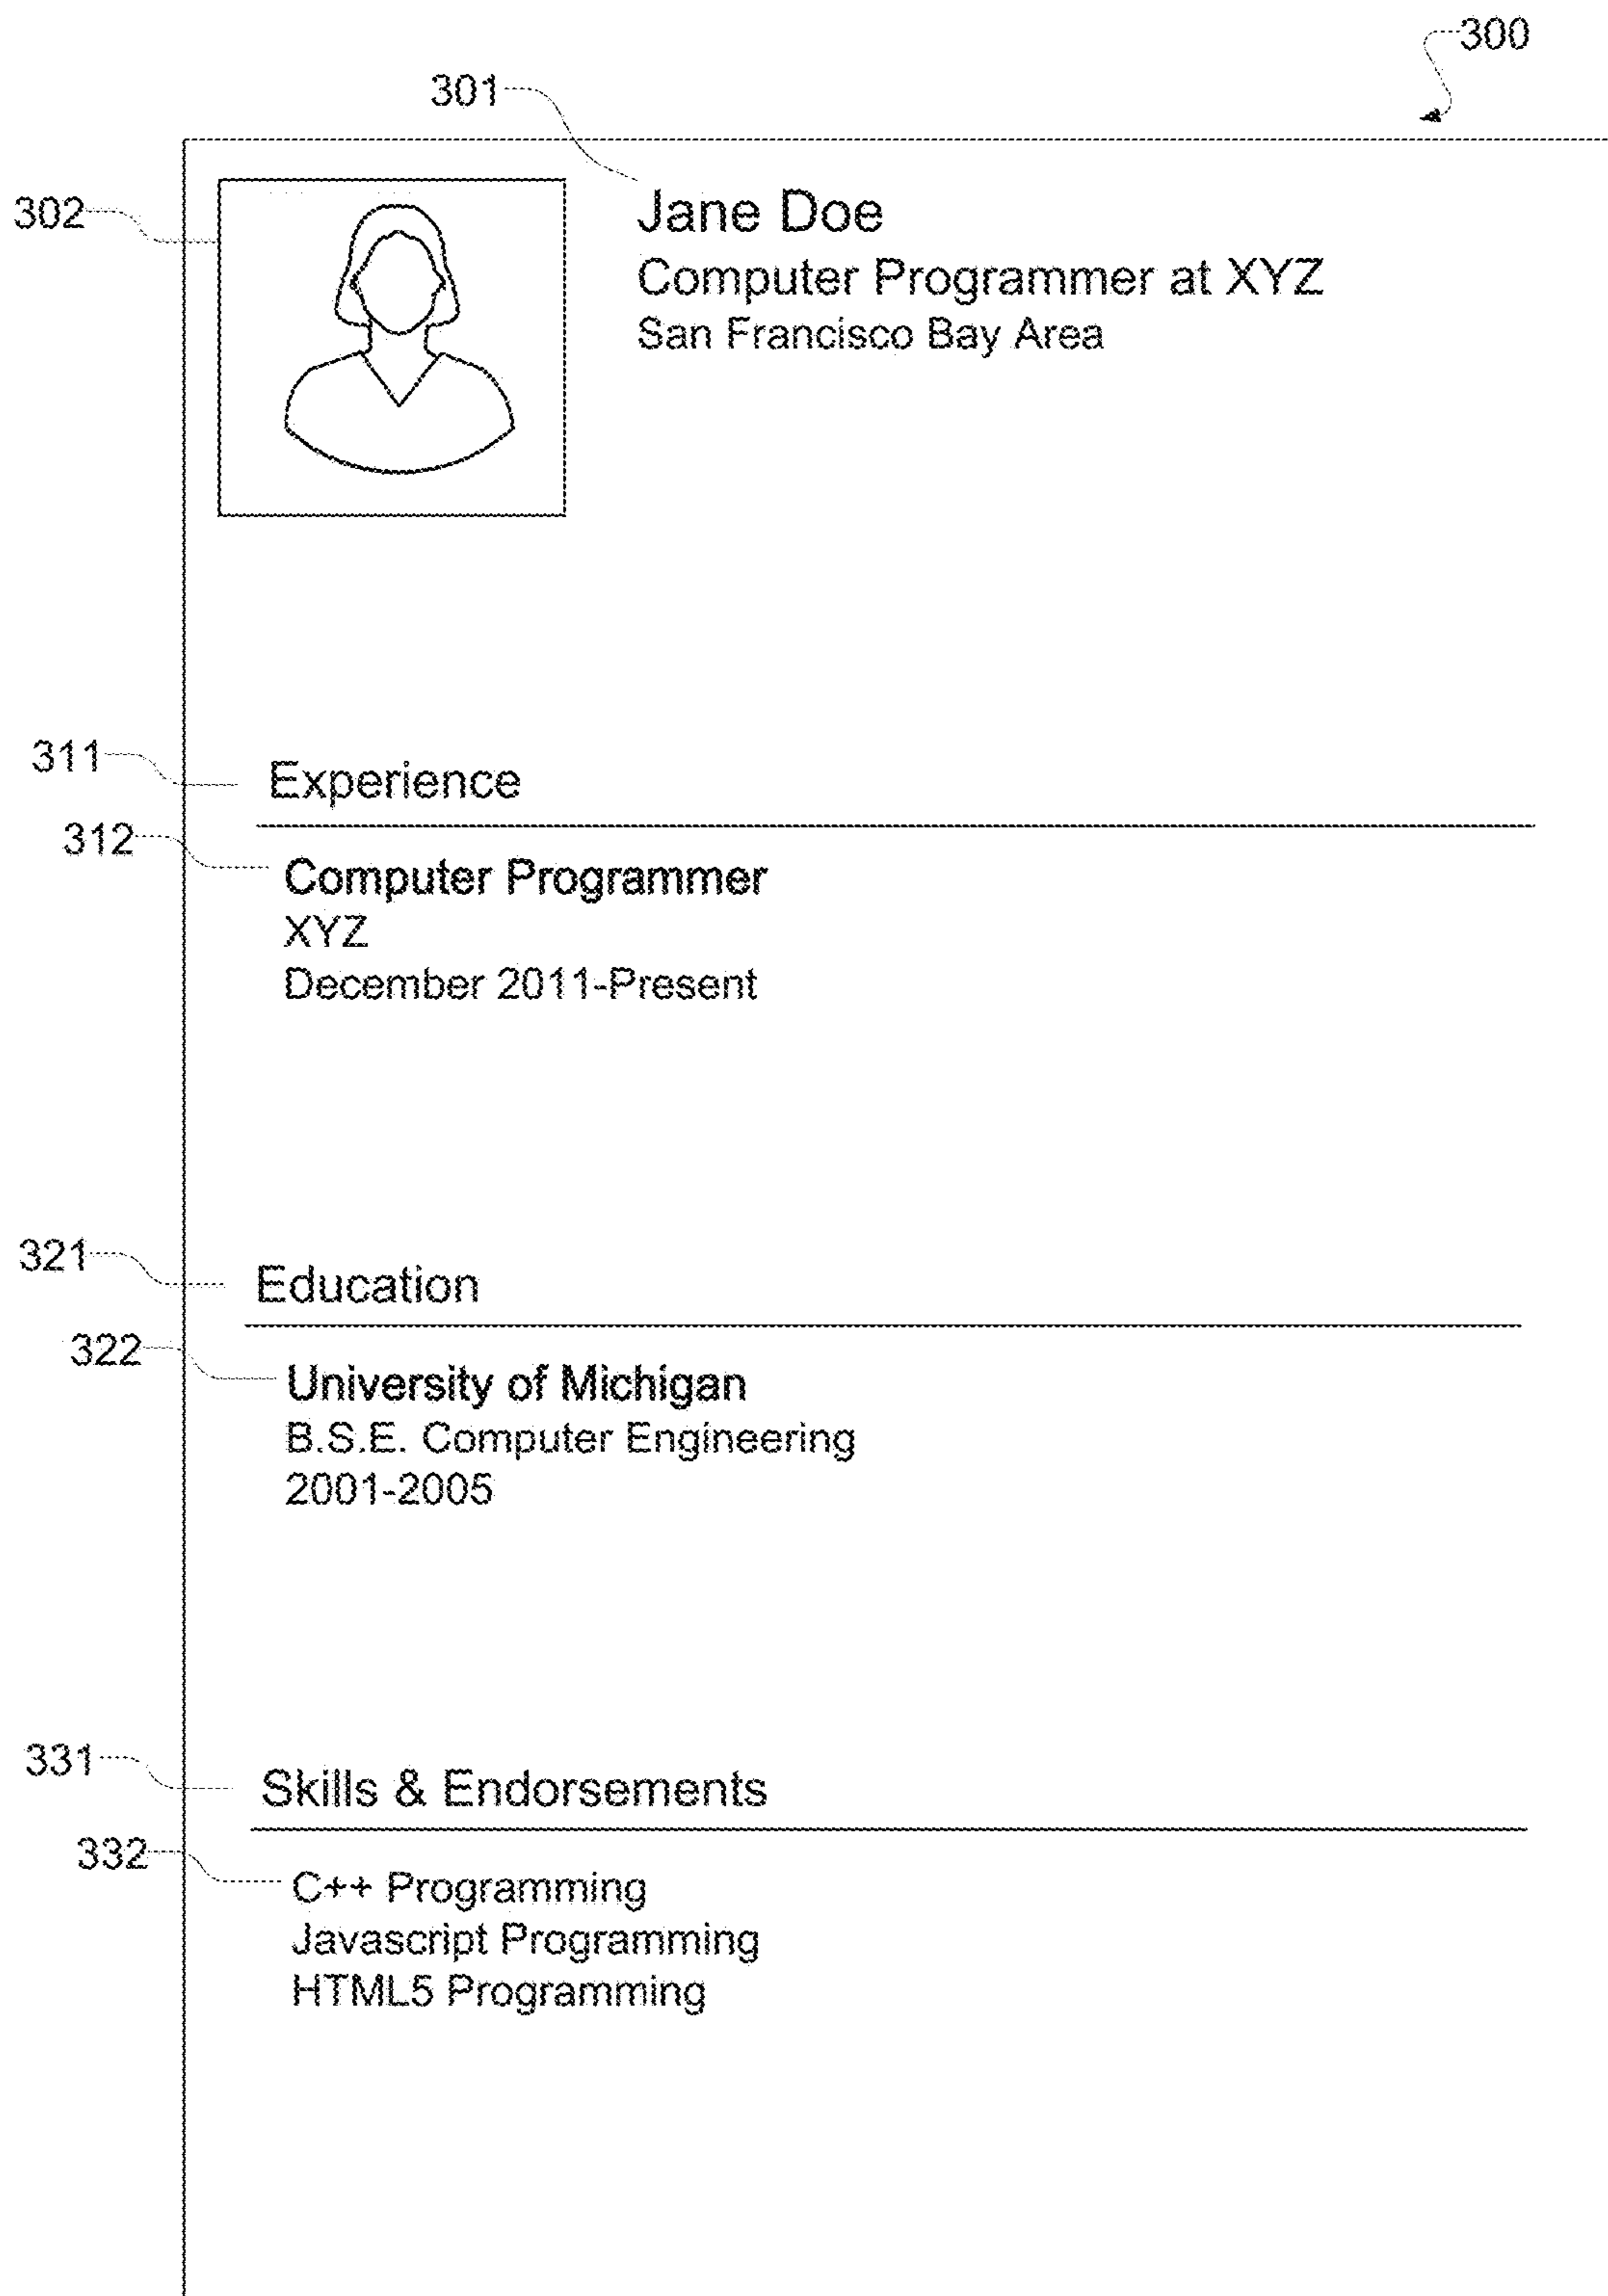 300
301
302
Jane Doe
Computer Programmer at XYZ
San Francisco Bay Area
311
Experience
312
Computer Programmer
XYZ
December 2011-Present
321
Education
322
University of Michigan
B.S.E. Computer Engineering
2001-2005
331
Skills & Endorsements
332
C++ Programming
Javascript Programming
HTML5 Programming